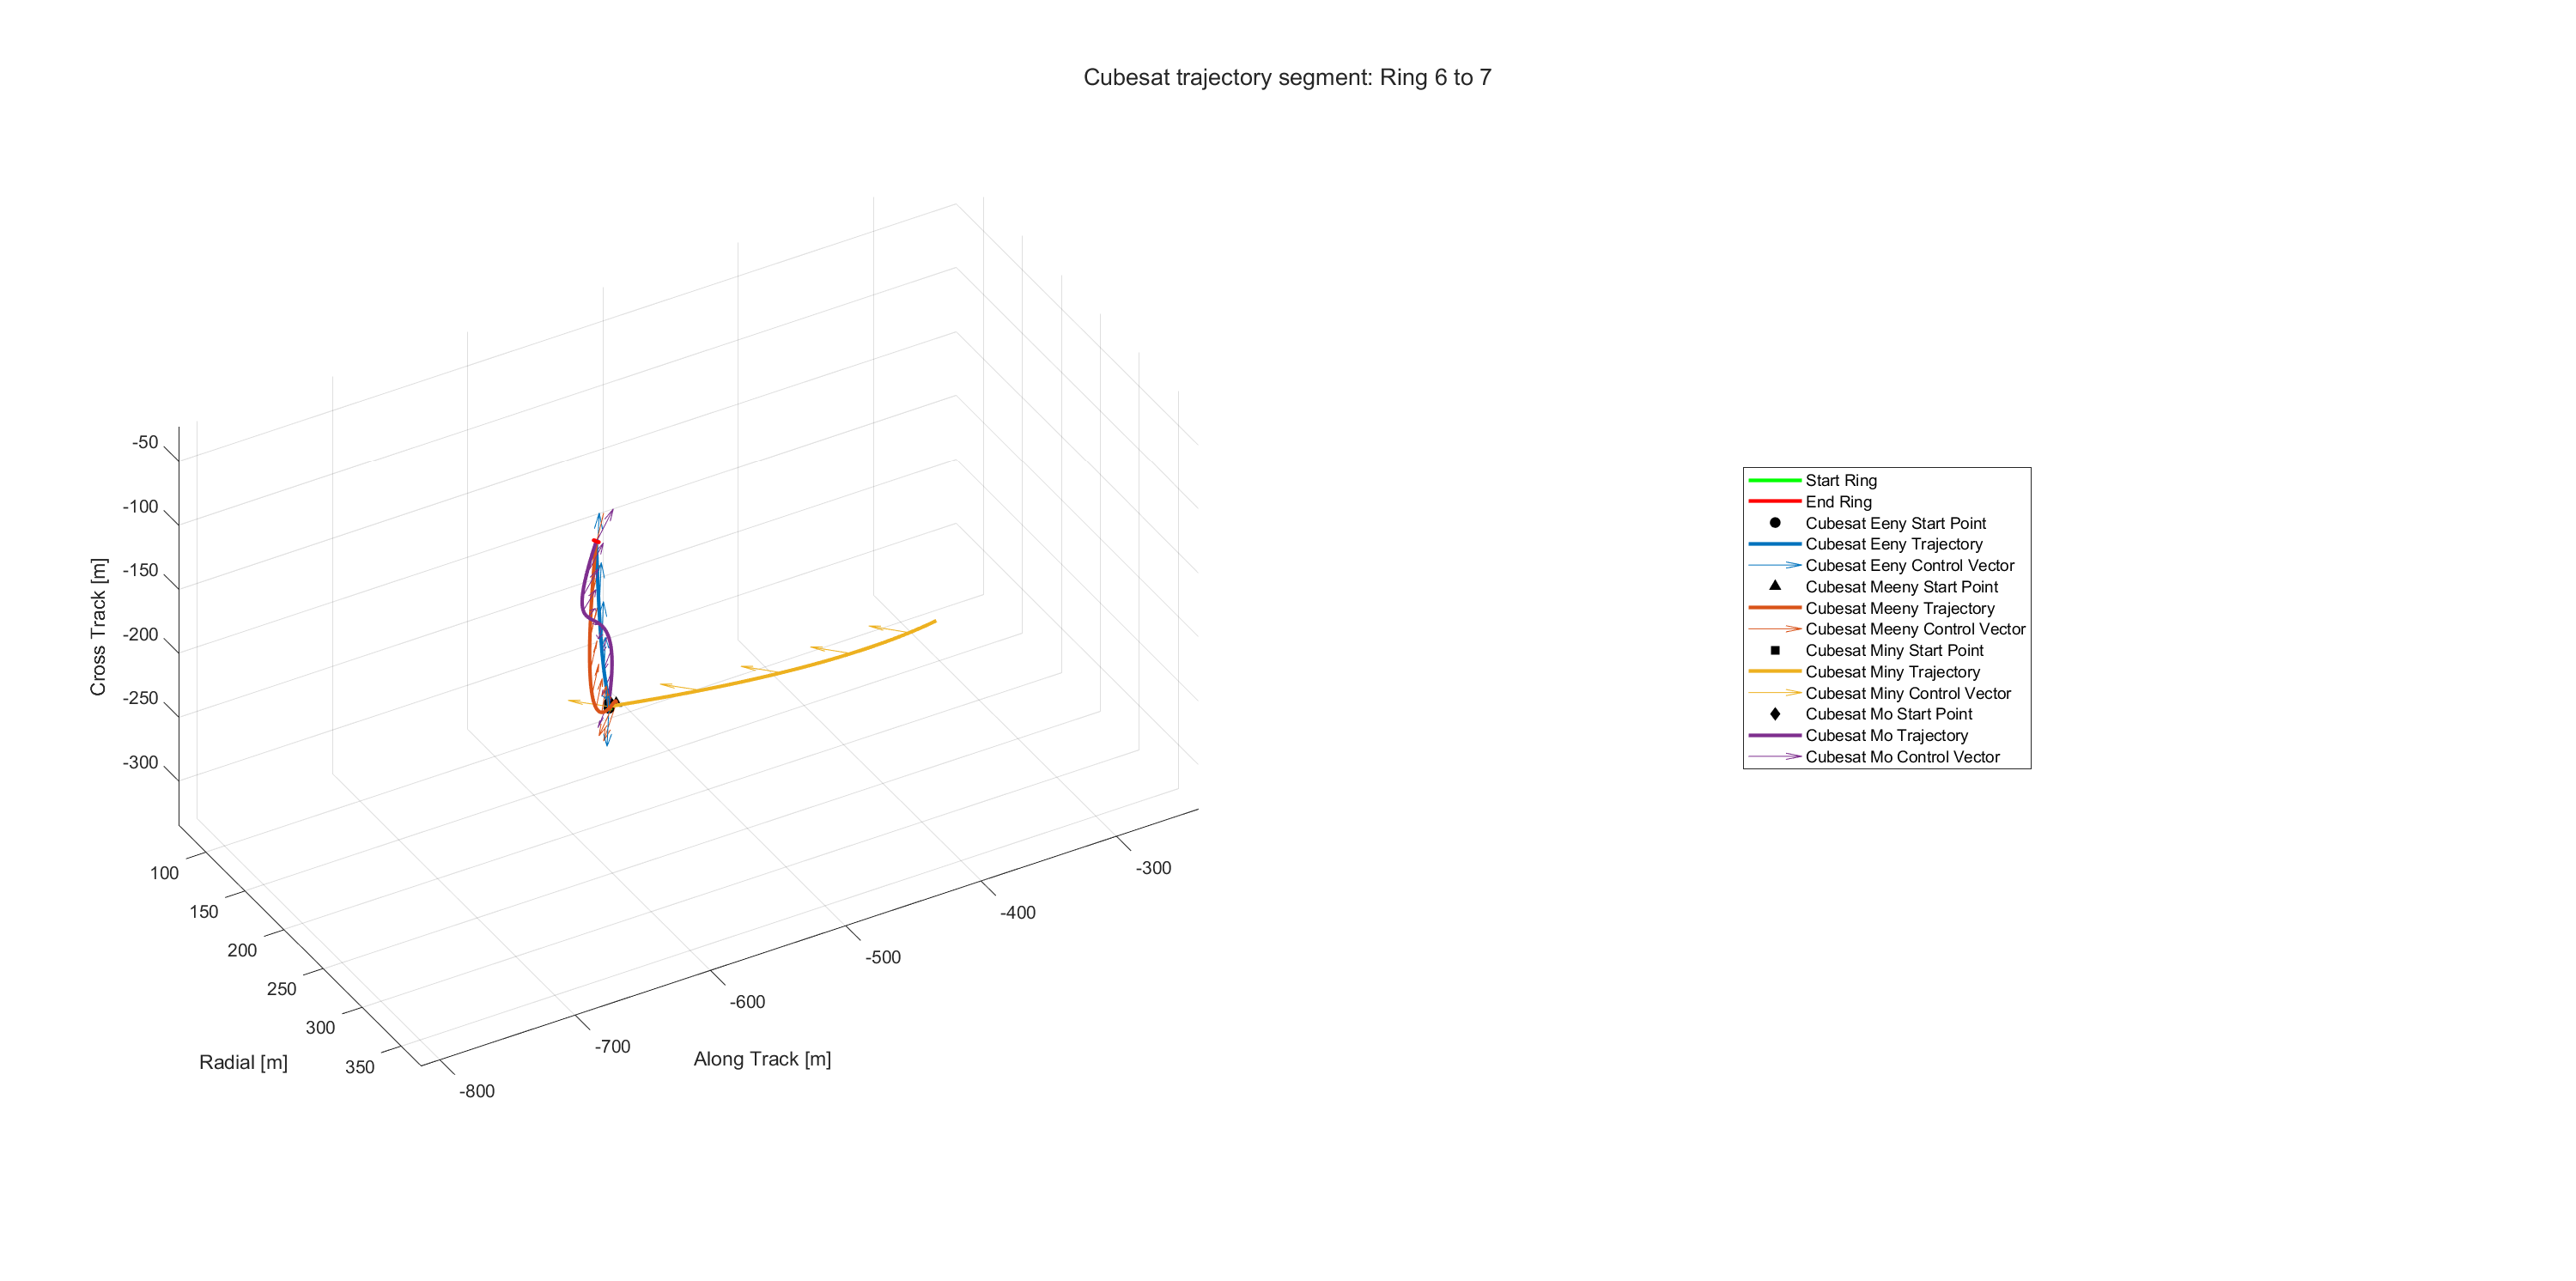 Cubesat trajectory segment: Ring 6 to 7
-50
-100
-150
-200
-250
-300
Cross Track [m]
100
150
200
250
300
350
Radial [m]
-800
-700
-600
-500
-400
-300
Along Track [m]
Start Ring
End Ring
Cubesat Eeny Start Point
Cubesat Eeny Trajectory
Cubesat Eeny Control Vector
Cubesat Meeny Start Point
Cubesat Meeny Trajectory
Cubesat Meeny Control Vector
Cubesat Miny Start Point
Cubesat Miny Trajectory
Cubesat Miny Control Vector
Cubesat Mo Start Point
Cubesat Mo Trajectory
Cubesat Mo Control Vector